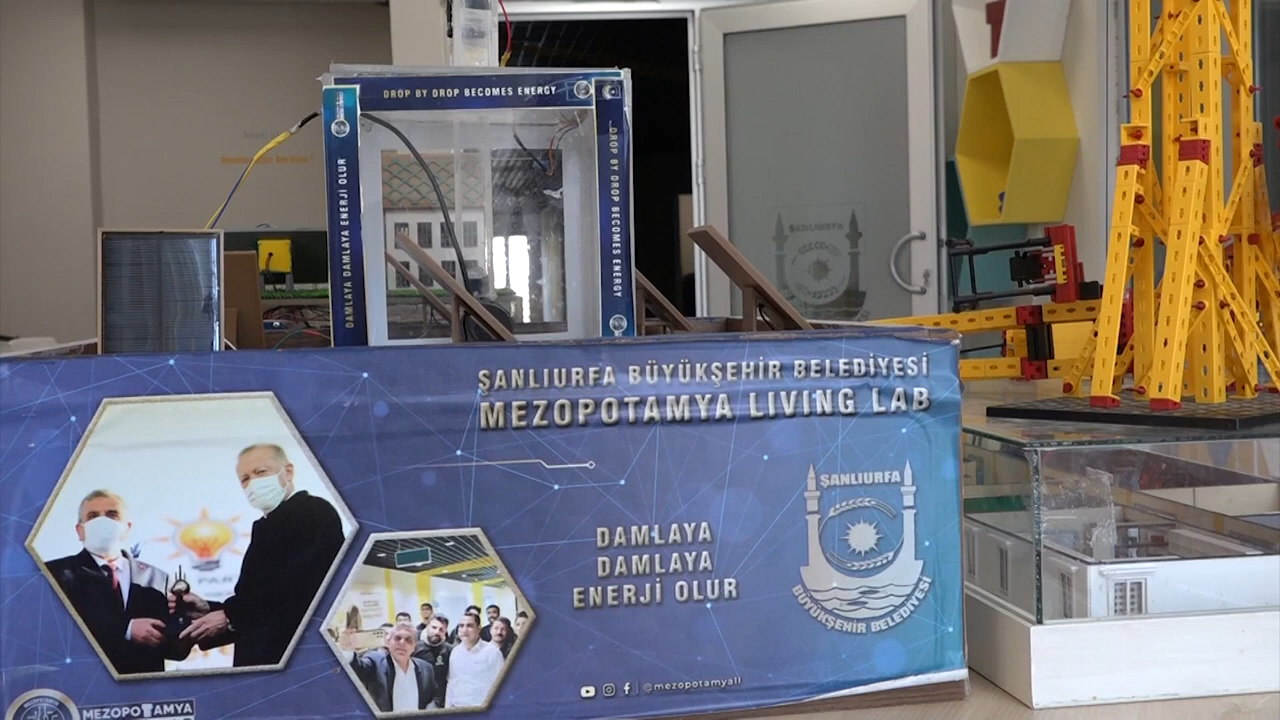 DROP BY DROP BECOMES ENERGY
DAMLAYA DAMLAYA ENERJİ OLUR
..DROP BY DROP BECOMES ENERGY
ŞANLIURFA
ŞANLIURFA BÜYÜKŞEHİR BELEDİYESİ
MEZOPOTAMYA LIVING LAB
DAMLAYA
DAMLAYA
ENERJİ OLUR
ŞANLIURFA
BÜYÜKŞEHİR BELEDİYESİ
@mezopotamyall
MEZOPOTAMYA